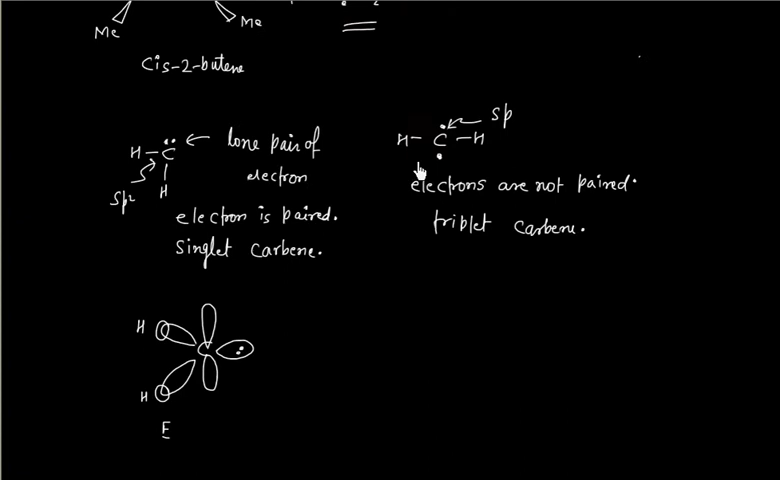 Me
Me
Cis-2-butene
H-C̈
H
sp²
lone pair of
electron
electron is paired.
Singlet Carbene.
H-C-H
sp
electrons are not paired.
triplet Carbene.
H
C
H
E